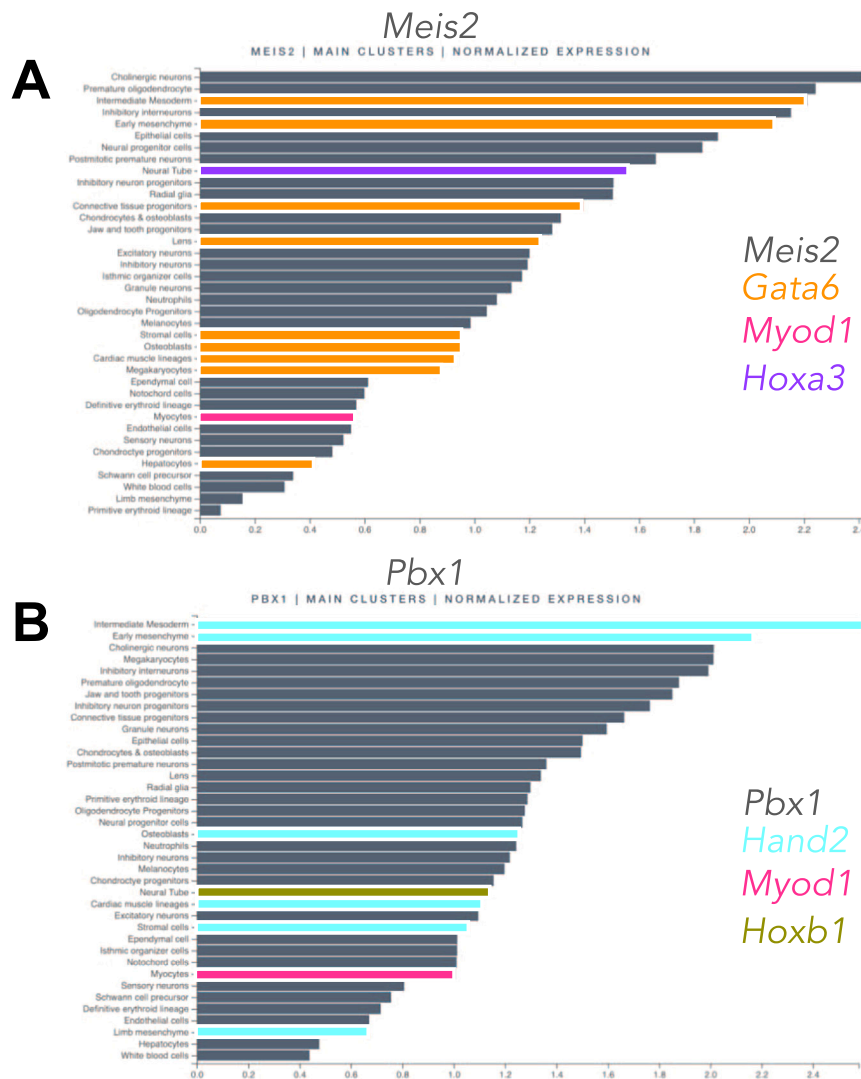 Meis2
MEIS2 | MAIN CLUSTERS | NORMALIZED EXPRESSION
A
Cholinergic neurons
Premature oligodendrocyte
Intermediate Mesoderm
Inhibitory interneurons
Early mesenchyme
Epithelial cells
Neural progenitor cells
Postmitotic premature neurons
Neural Tube
Inhibitory neuron progenitors
Radial glia
Connective tissue progenitors
Chondrocytes & osteoblasts
Jaw and tooth progenitors
Lens
Excitatory neurons
Inhibitory neurons
Isthmic organizer cells
Granule neurons
Neutrophils
Oligodendrocyte Progenitors
Melanocytes
Stromal cells
Osteoblasts
Cardiac muscle lineages
Megakaryocytes
Ependymal cell
Notochord cells
Definitive erythroid lineage
Myocytes
Endothelial cells
Sensory neurons
Chondroctye progenitors
Hepatocytes
Schwann cell precursor
White blood cells
Limb mesenchyme
Primitive erythroid lineage
0.0 0.2 0.4 0.6 0.8 1.0 1.2 1.4 1.6 1.8 2.0 2.2 2.
Meis2
Gata6
Myod1
Hoxa3
Pbx1
PBX1 | MAIN CLUSTERS | NORMALIZED EXPRESSION
B
Intermediate Mesoderm
Early mesenchyme
Cholinergic neurons
Megakaryocytes
Inhibitory interneurons
Premature oligodendrocyte
Jaw and tooth progenitors
Inhibitory neuron progenitors
Connective tissue progenitors
Granule neurons
Epithelial cells
Chondrocytes & osteoblasts
Postmitotic premature neurons
Lens
Radial glia
Primitive erythroid lineage
Oligodendrocyte Progenitors
Neural progenitor cells
Osteoblasts
Neutrophils
Inhibitory neurons
Melanocytes
Chondroctye progenitors
Neural Tube
Cardiac muscle lineages
Excitatory neurons
Stromal cells
Ependymal cell
Isthmic organizer cells
Notochord cells
Myocytes
Sensory neurons
Schwann cell precursor
Definitive erythroid lineage
Endothelial cells
Limb mesenchyme
Hepatocytes
White blood cells
0.0 0.2 0.4 0.6 0.8 1.0 1.2 1.4 1.6 1.8 2.0 2.2 2.4
Pbx1
Hand2
Myod1
Hoxb1